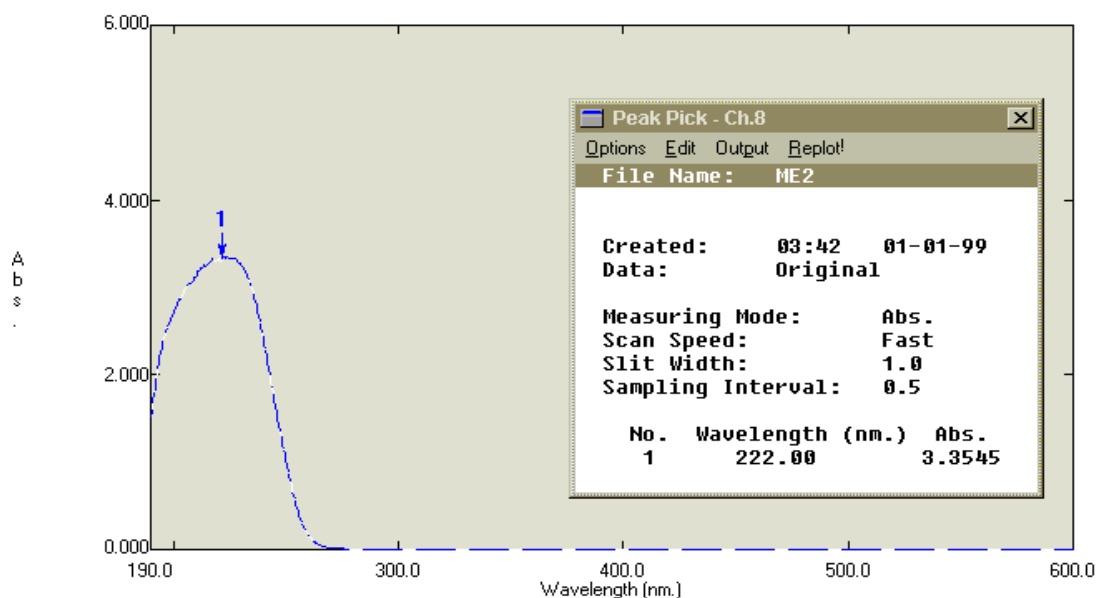 6.000
4.000
2.000
0.000
Abs.
1
190.0 300.0 400.0 500.0 600.0
Wavelength (nm.)
Peak Pick - Ch.8
Options Edit Output Replot!
File Name: ME2
Created: 03:42 01-01-99
Data: Original
Measuring Mode: Abs.
Scan Speed: Fast
Slit Width: 1.0
Sampling Interval: 0.5
No. Wavelength (nm.) Abs.
1 222.00 3.3545